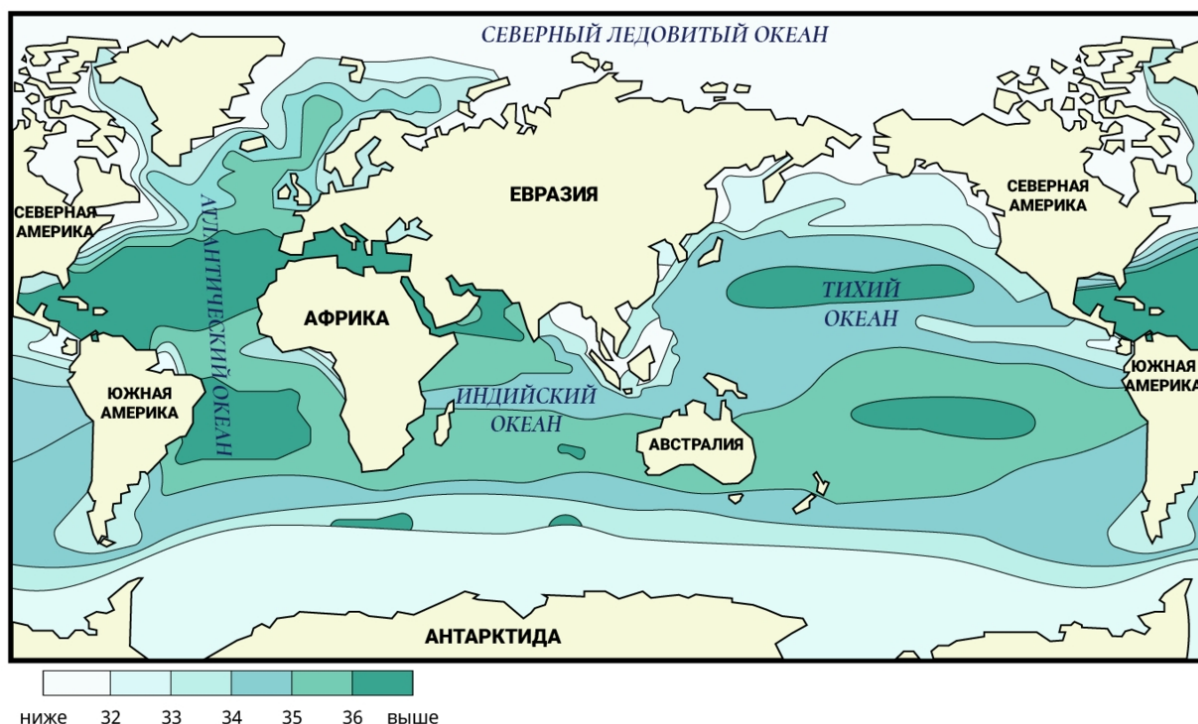 СЕВЕРНЫЙ ЛЕДОВИТЫЙ ОКЕАН
СЕВЕРНАЯ
АМЕРИКА
АТЛАНТИЧЕСКИЙ ОКЕАН
ЕВРАЗИЯ
СЕВЕРНАЯ
АМЕРИКА
АФРИКА
ТИХИЙ
ОКЕАН
ЮЖНАЯ
АМЕРИКА
ИНДИЙСКИЙ
ОКЕАН
АВСТРАЛИЯ
ЮЖНАЯ
АМЕРИКА
АНТАРКТИДА
ниже 32 33 34 35 36 выше